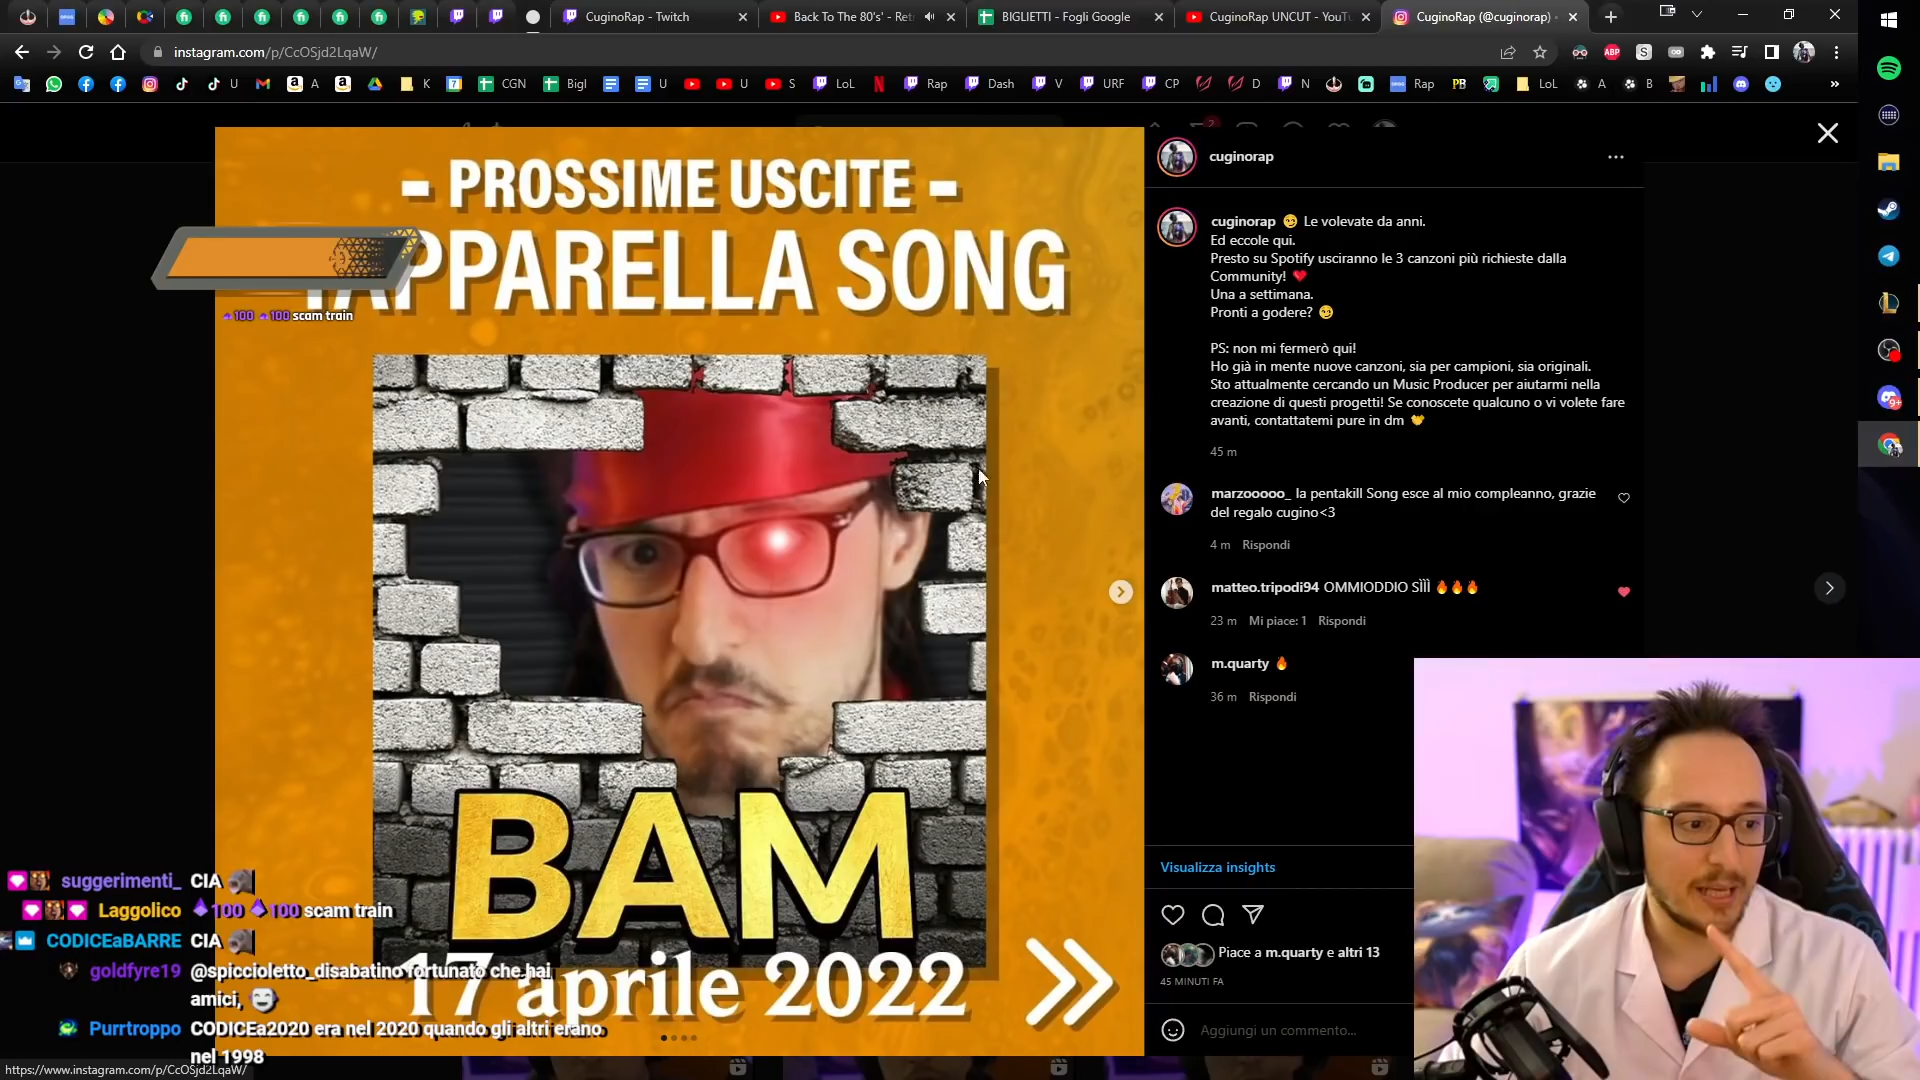 CuginoRap - Twitch
Back To The 80's' - Ret
BIGLIETTI - Fogli Google
CuginoRap UNCUT - YouTu
CuginoRap (@cuginorap)
instagram.com/p/CcOSjd2LqaW/
ABP
U
A
K
CGN
Bigl
U
U
S
LoL
Rap
Dash
V
URF
CP
D
N
Rap
PB
LoL
A
B
»
- PROSSIME USCITE -
TAPPARELLA SONG
100 100 scam train
BAM
17 aprile 2022
cuginorap
cuginorap 😏 Le volevate da anni.
Ed eccole qui.
Presto su Spotify usciranno le 3 canzoni più richieste dalla
Community! ❤
Una a settimana.
Pronti a godere? 😏
PS: non mi fermerò qui!
Ho già in mente nuove canzoni, sia per campioni, sia originali.
Sto attualmente cercando un Music Producer per aiutarmi nella
creazione di questi progetti! Se conoscete qualcuno o vi volete fare
avanti, contattatemi pure in dm
45 m
marzooooo_ la pentakill Song esce al mio compleanno, grazie
del regalo cugino<3
4 m Rispondi
matteo.tripodi94 OMMIODDIO SÌÌÌ 🔥🔥🔥
23 m Mi piace: 1 Rispondi
m.quarty 🔥
36 m Rispondi
Visualizza insights
Piace a m.quarty e altri 13
45 MINUTI FA
Aggiungi un commento...
suggerimenti_ CIA
Laggolico 100 100 scam train
CODICEaBARRE CIA
goldfyre19 @spiccioletto_disabatino fortunato che hai
amici,
Purrtroppo CODICEa2020 era nel 2020 quando gli altri erano
nel 1998
https://www.instagram.com/p/CcOSjd2LqaW/